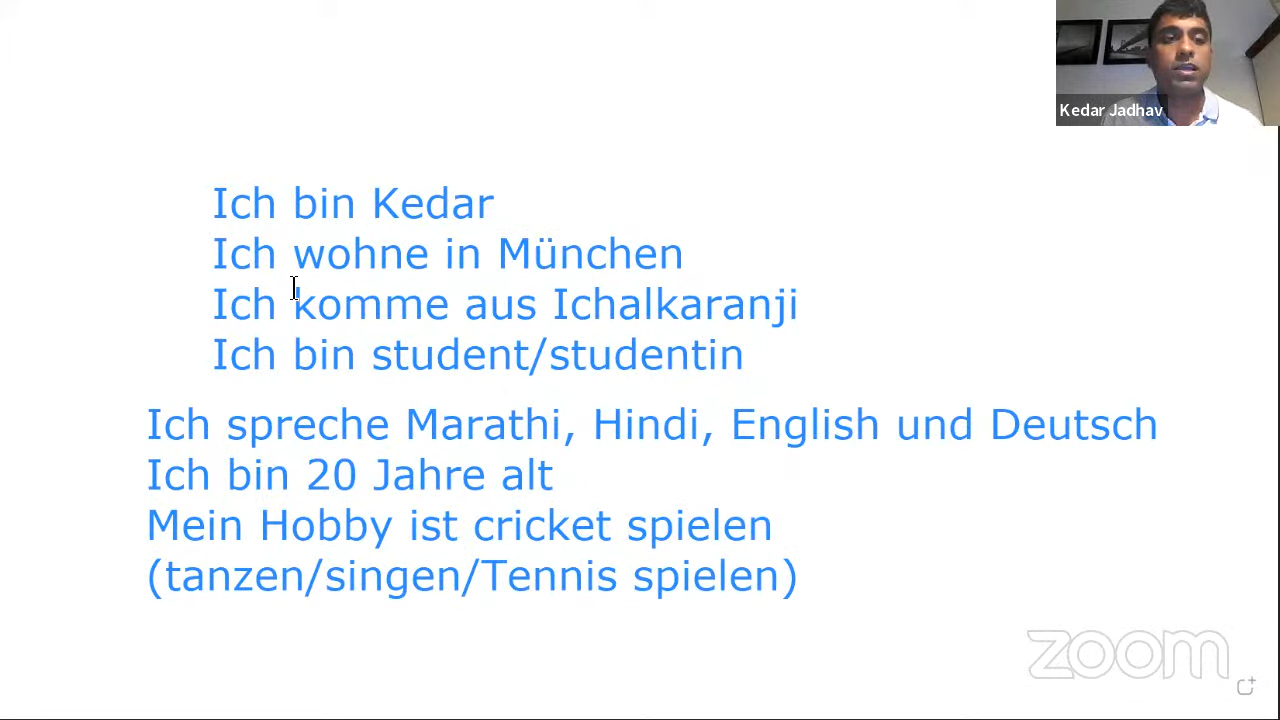 Kedar Jadhav
Ich bin Kedar
Ich wohne in München
Ich komme aus Ichalkaranji
Ich bin student/studentin
Ich spreche Marathi, Hindi, English und Deutsch
Ich bin 20 Jahre alt
Mein Hobby ist cricket spielen
(tanzen/singen/Tennis spielen)
zoom